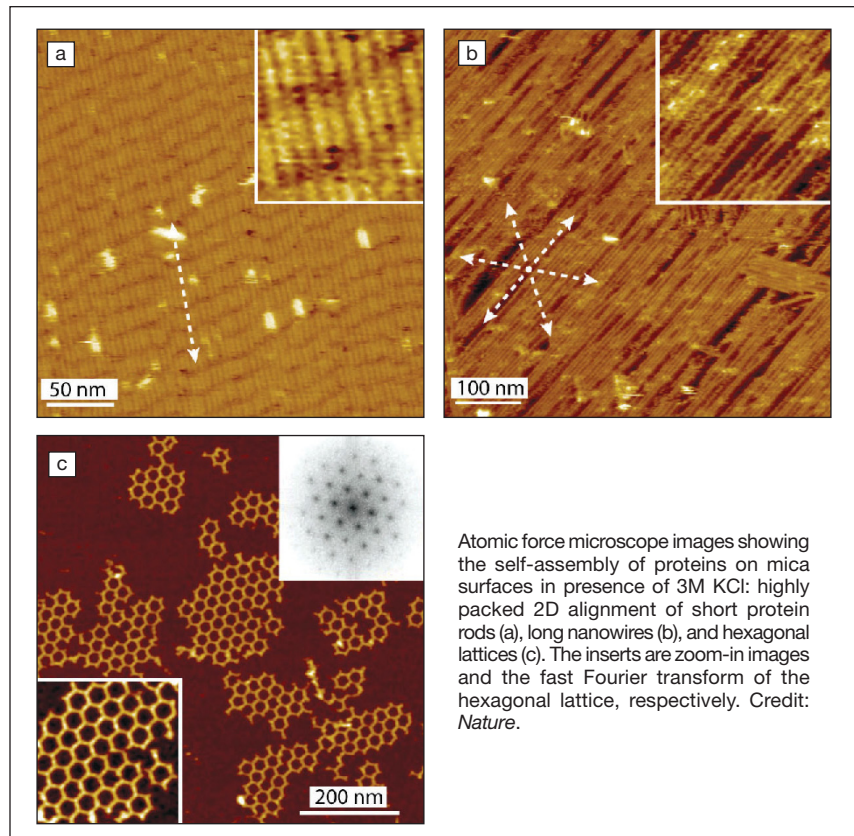 a
b
50 nm
100 nm
c
200 nm
Atomic force microscope images showing
the self-assembly of proteins on mica
surfaces in presence of 3M KCl: highly
packed 2D alignment of short protein
rods (a), long nanowires (b), and hexagonal
lattices (c). The inserts are zoom-in images
and the fast Fourier transform of the
hexagonal lattice, respectively. Credit:
Nature.